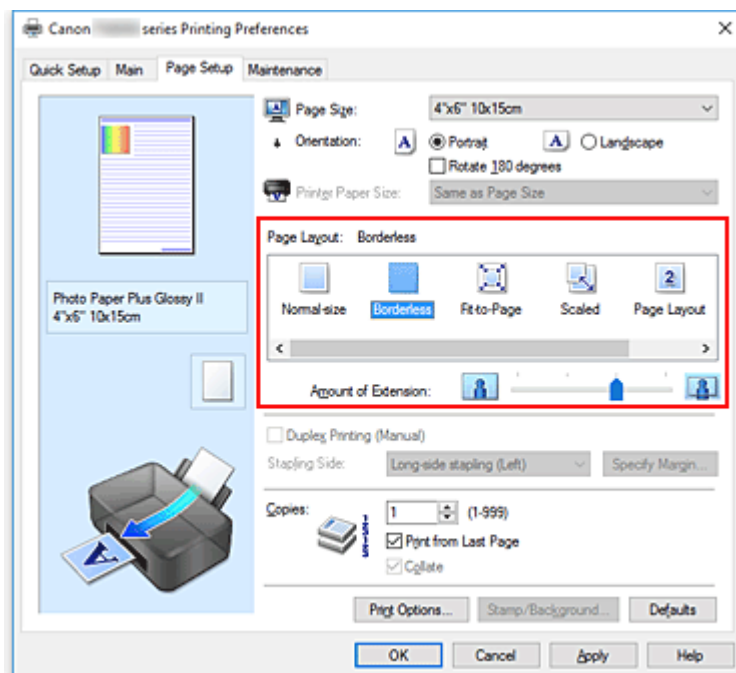 Canon series Printing Preferences
Quick Setup Main Page Setup Maintenance
Page Size: 4"x6" 10x15cm
Orientation: A Portrait A Landscape
Rotate 180 degrees
Printer Paper Size: Same as Page Size
Page Layout: Borderless
2
Normal-size Borderless Fit-to-Page Scaled Page Layout
Photo Paper Plus Glossy II
4"x6" 10x15cm
Amount of Extension:
Duplex Printing (Manual)
Stapling Side: Long-side stapling (Left) Specify Margin...
Copies: 1 (1-999)
Print from Last Page
Collate
A
Print Options... Stamp/Background... Defaults
OK Cancel Apply Help